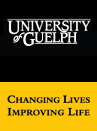 UNIVERSITY
OF GUELPH
CHANGING LIVES
IMPROVING LIFE